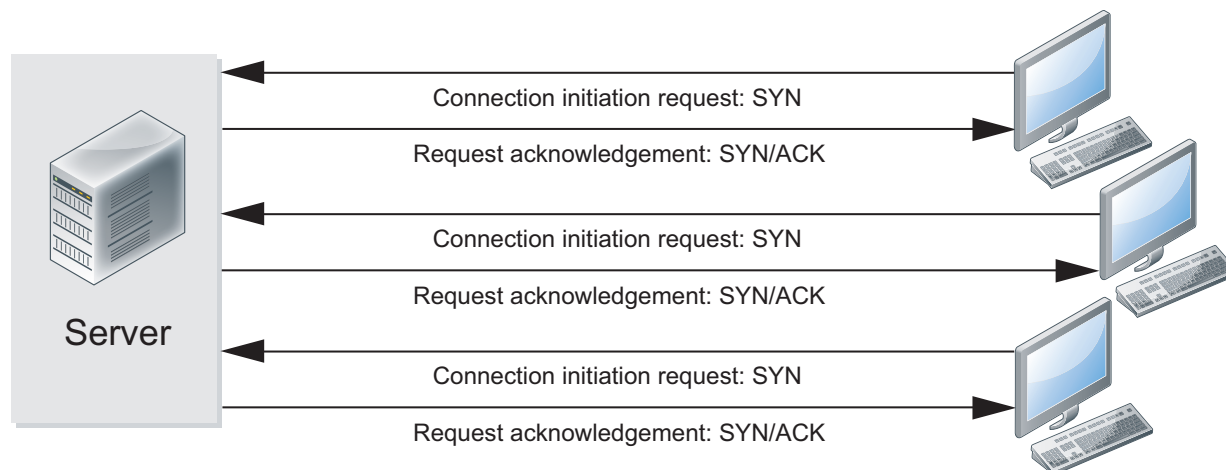 Connection initiation request: SYN
Request acknowledgement: SYN/ACK
Connection initiation request: SYN
Request acknowledgement: SYN/ACK
Server
Connection initiation request: SYN
Request acknowledgement: SYN/ACK